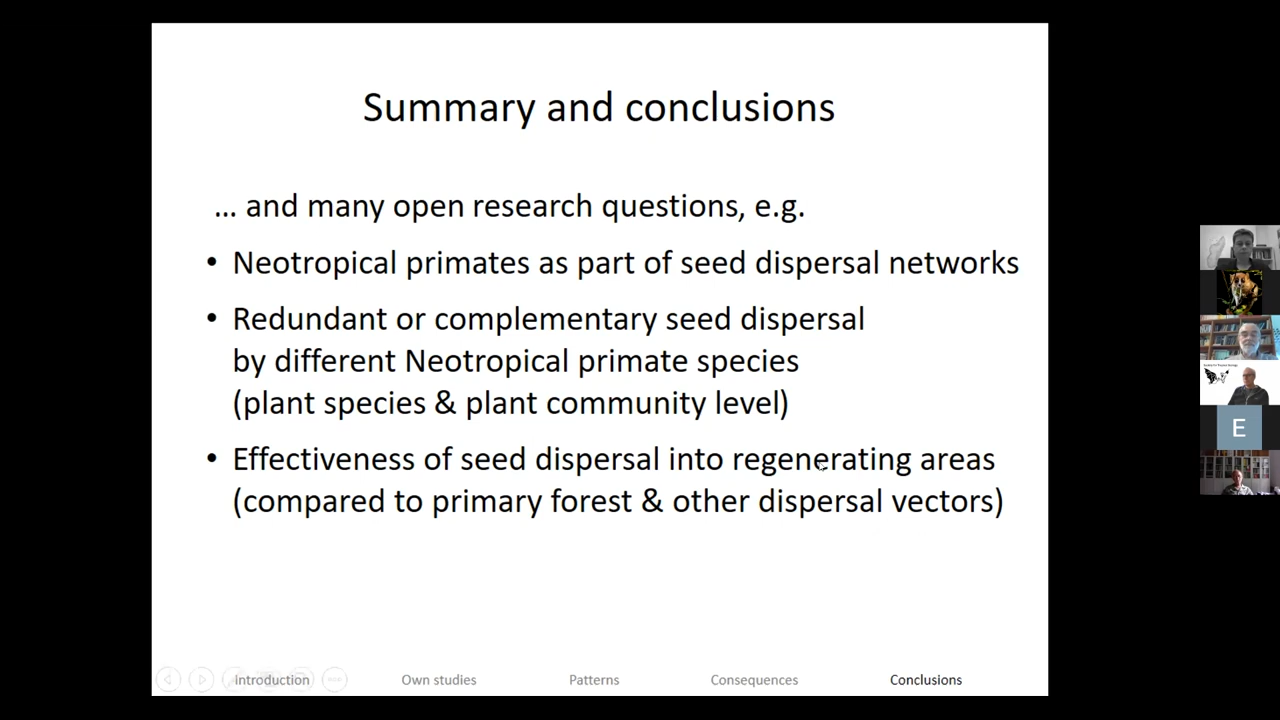 Summary and conclusions
... and many open research questions, e.g.
• Neotropical primates as part of seed dispersal networks
• Redundant or complementary seed dispersal
by different Neotropical primate species
(plant species & plant community level)
• Effectiveness of seed dispersal into regenerating areas
(compared to primary forest & other dispersal vectors)
Introduction
Own studies
Patterns
Consequences
Conclusions
E